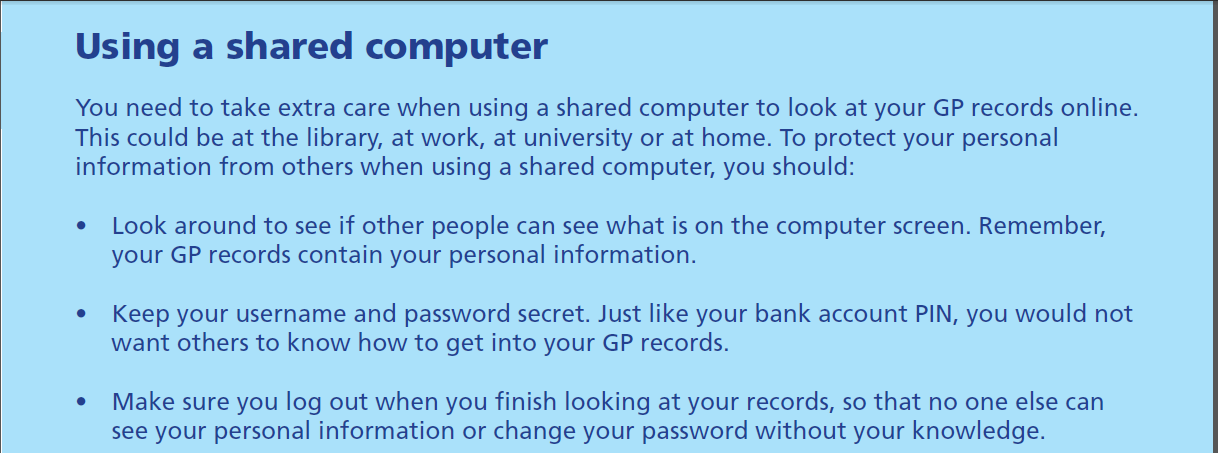 Using a shared computer
You need to take extra care when using a shared computer to look at your GP records online.
This could be at the library, at work, at university or at home. To protect your personal
information from others when using a shared computer, you should:
• Look around to see if other people can see what is on the computer screen. Remember,
your GP records contain your personal information.
• Keep your username and password secret. Just like your bank account PIN, you would not
want others to know how to get into your GP records.
• Make sure you log out when you finish looking at your records, so that no one else can
see your personal information or change your password without your knowledge.